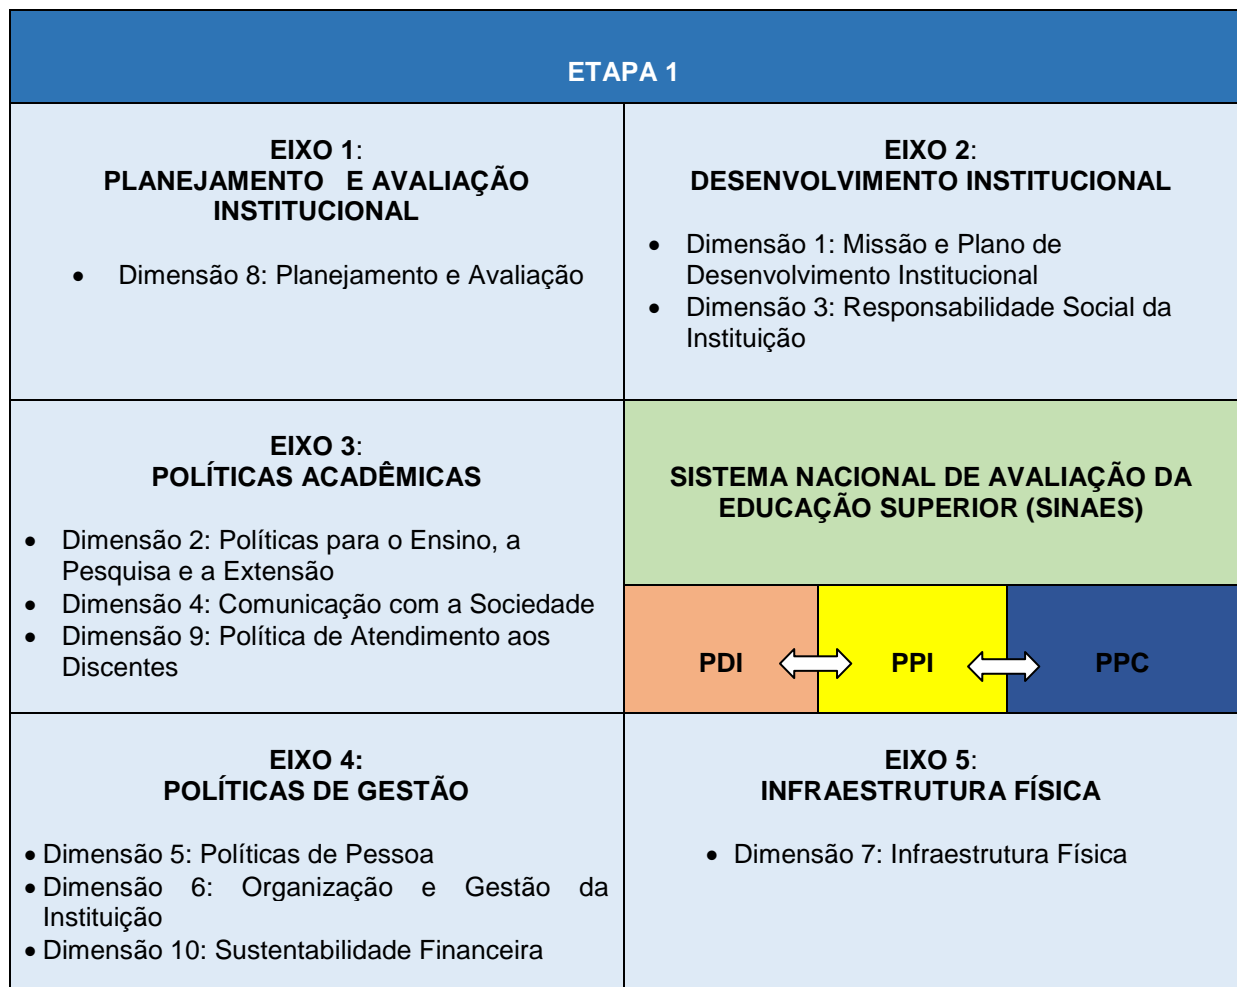 ETAPA 1
EIXO 1:
PLANEJAMENTO E AVALIAÇÃO
INSTITUCIONAL
• Dimensão 8: Planejamento e Avaliação
EIXO 2:
DESENVOLVIMENTO INSTITUCIONAL
• Dimensão 1: Missão e Plano de
Desenvolvimento Institucional
• Dimensão 3: Responsabilidade Social da
Instituição
EIXO 3:
POLÍTICAS ACADÊMICAS
• Dimensão 2: Políticas para o Ensino, a
Pesquisa e a Extensão
• Dimensão 4: Comunicação com a Sociedade
• Dimensão 9: Política de Atendimento aos
Discentes
SISTEMA NACIONAL DE AVALIAÇÃO DA
EDUCAÇÃO SUPERIOR (SINAES)
PDI PPI PPC
EIXO 4:
POLÍTICAS DE GESTÃO
• Dimensão 5: Políticas de Pessoa
• Dimensão 6: Organização e Gestão da
Instituição
• Dimensão 10: Sustentabilidade Financeira
EIXO 5:
INFRAESTRUTURA FÍSICA
• Dimensão 7: Infraestrutura Física